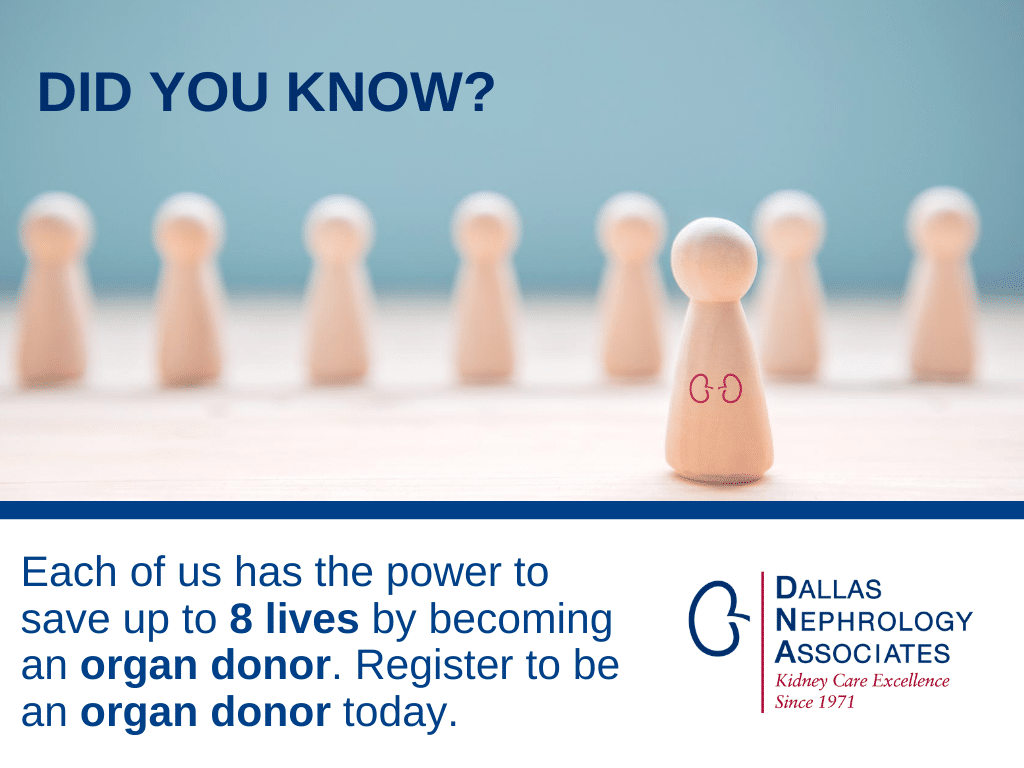 DID YOU KNOW?
Each of us has the power to
save up to 8 lives by becoming
an organ donor. Register to be
an organ donor today.
DALLAS
NEPHROLOGY
ASSOCIATES
Kidney Care Excellence
Since 1971